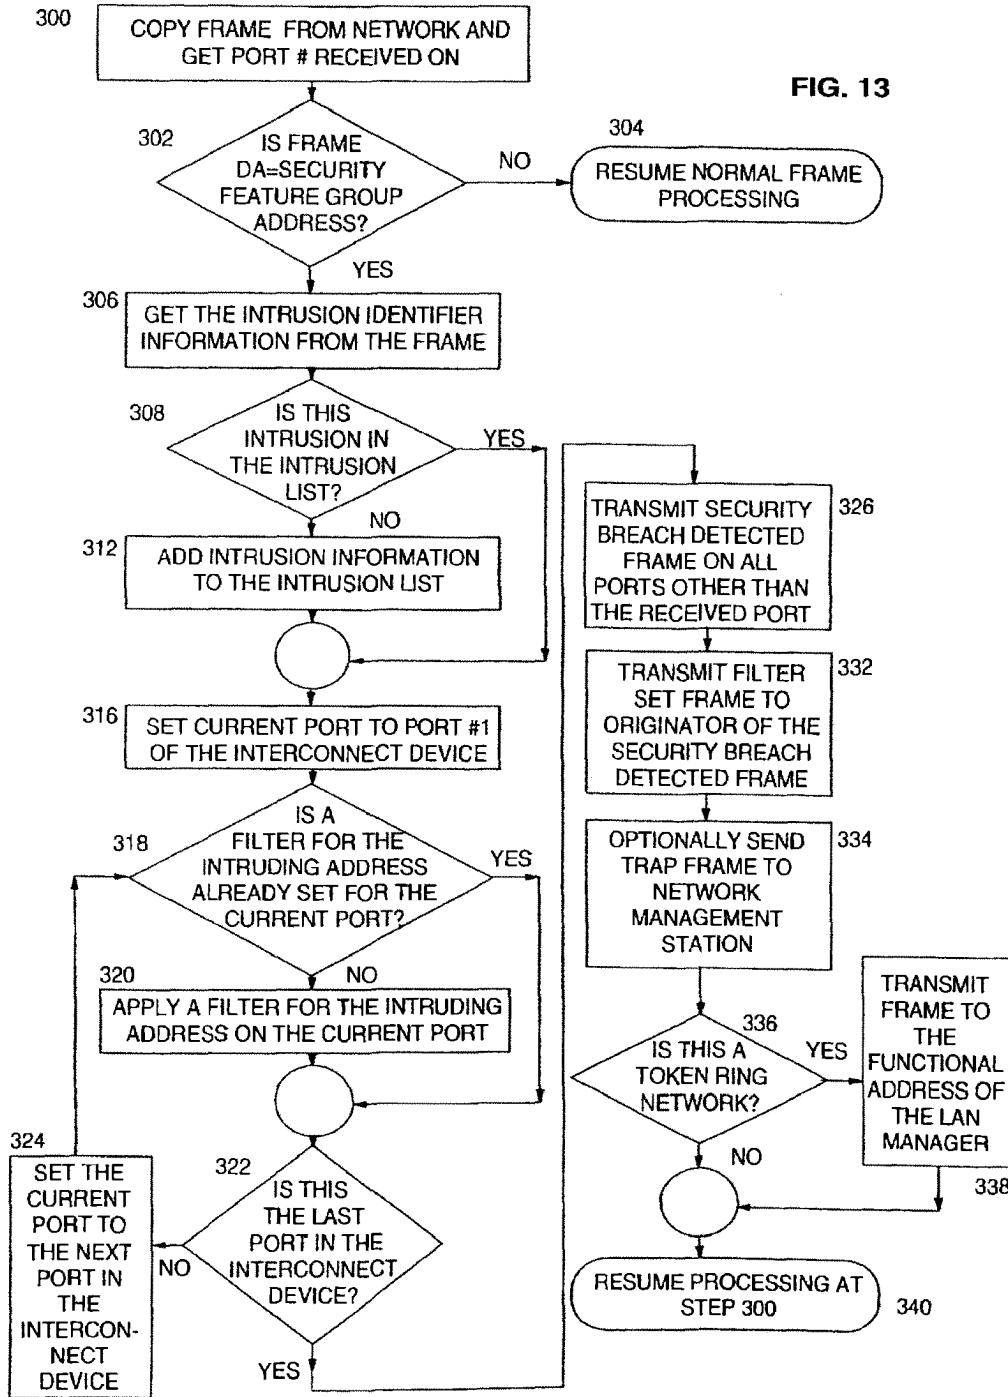 300
COPY FRAME FROM NETWORK AND
GET PORT # RECEIVED ON
FIG. 13
302
IS FRAME
DA=SECURITY
FEATURE GROUP
ADDRESS?
NO
304
RESUME NORMAL FRAME
PROCESSING
YES
306
GET THE INTRUSION IDENTIFIER
INFORMATION FROM THE FRAME
308
IS THIS
INTRUSION IN
THE INTRUSION
LIST?
YES
NO
312
ADD INTRUSION INFORMATION
TO THE INTRUSION LIST
316
SET CURRENT PORT TO PORT #1
OF THE INTERCONNECT DEVICE
318
IS A
FILTER FOR THE
INTRUDING ADDRESS
ALREADY SET FOR THE
CURRENT PORT?
YES
NO
320
APPLY A FILTER FOR THE INTRUDING
ADDRESS ON THE CURRENT PORT
322
IS THIS
THE LAST
PORT IN THE
INTERCONNECT
DEVICE?
NO
324
SET THE
CURRENT
PORT TO
THE NEXT
PORT IN
THE
INTERCON-
NECT
DEVICE
YES
TRANSMIT SECURITY
BREACH DETECTED
FRAME ON ALL
PORTS OTHER THAN
THE RECEIVED PORT
326
TRANSMIT FILTER
SET FRAME TO
ORIGINATOR OF THE
SECURITY BREACH
DETECTED FRAME
332
OPTIONALLY SEND
TRAP FRAME TO
NETWORK
MANAGEMENT
STATION
334
336
IS THIS A
TOKEN RING
NETWORK?
YES
TRANSMIT
FRAME TO
THE
FUNCTIONAL
ADDRESS OF
THE LAN
MANAGER
338
NO
RESUME PROCESSING AT
STEP 300
340